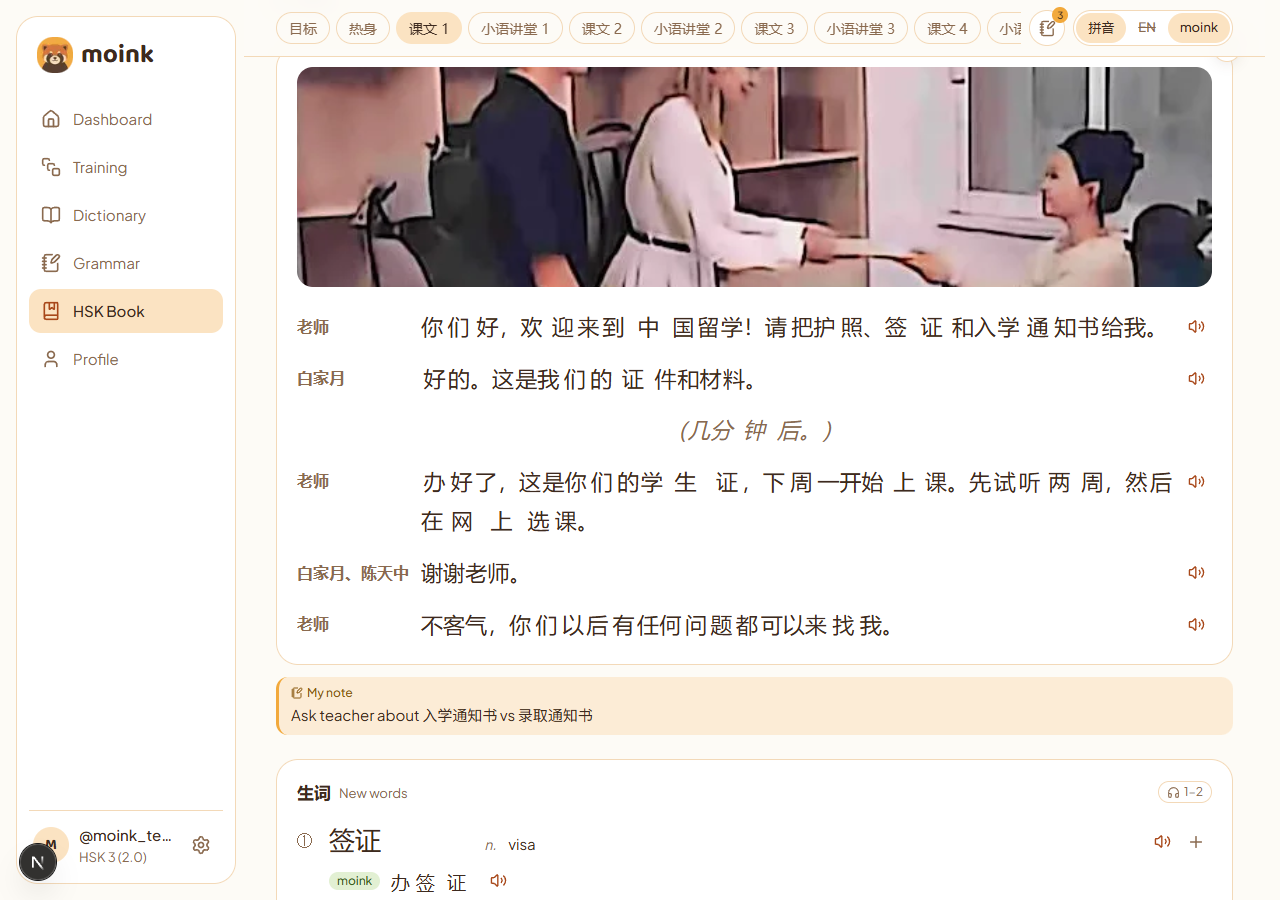 moink
目标
热身
课文 1
小语讲堂 1
课文 2
小语讲堂 2
课文 3
小语讲堂 3
课文 4
3
拼音
EN
moink
Dashboard
Training
Dictionary
Grammar
HSK Book
Profile
老师 你们好，欢迎来到中国留学！请把护照、签证和入学通知书给我。
白家月 好的。这是我们的证件和材料。
（几分钟后。）
老师 办好了，这是你们的学生证，下周一开始上课。先试听两周，然后
在网上选课。
白家月、陈天中 谢谢老师。
老师 不客气，你们以后有任何问题都可以来找我。
My note
Ask teacher about 入学通知书 vs 录取通知书
生词 New words
1–2
① 签证 n. visa
moink 办签证
@moink_te...
HSK 3 (2.0)
N